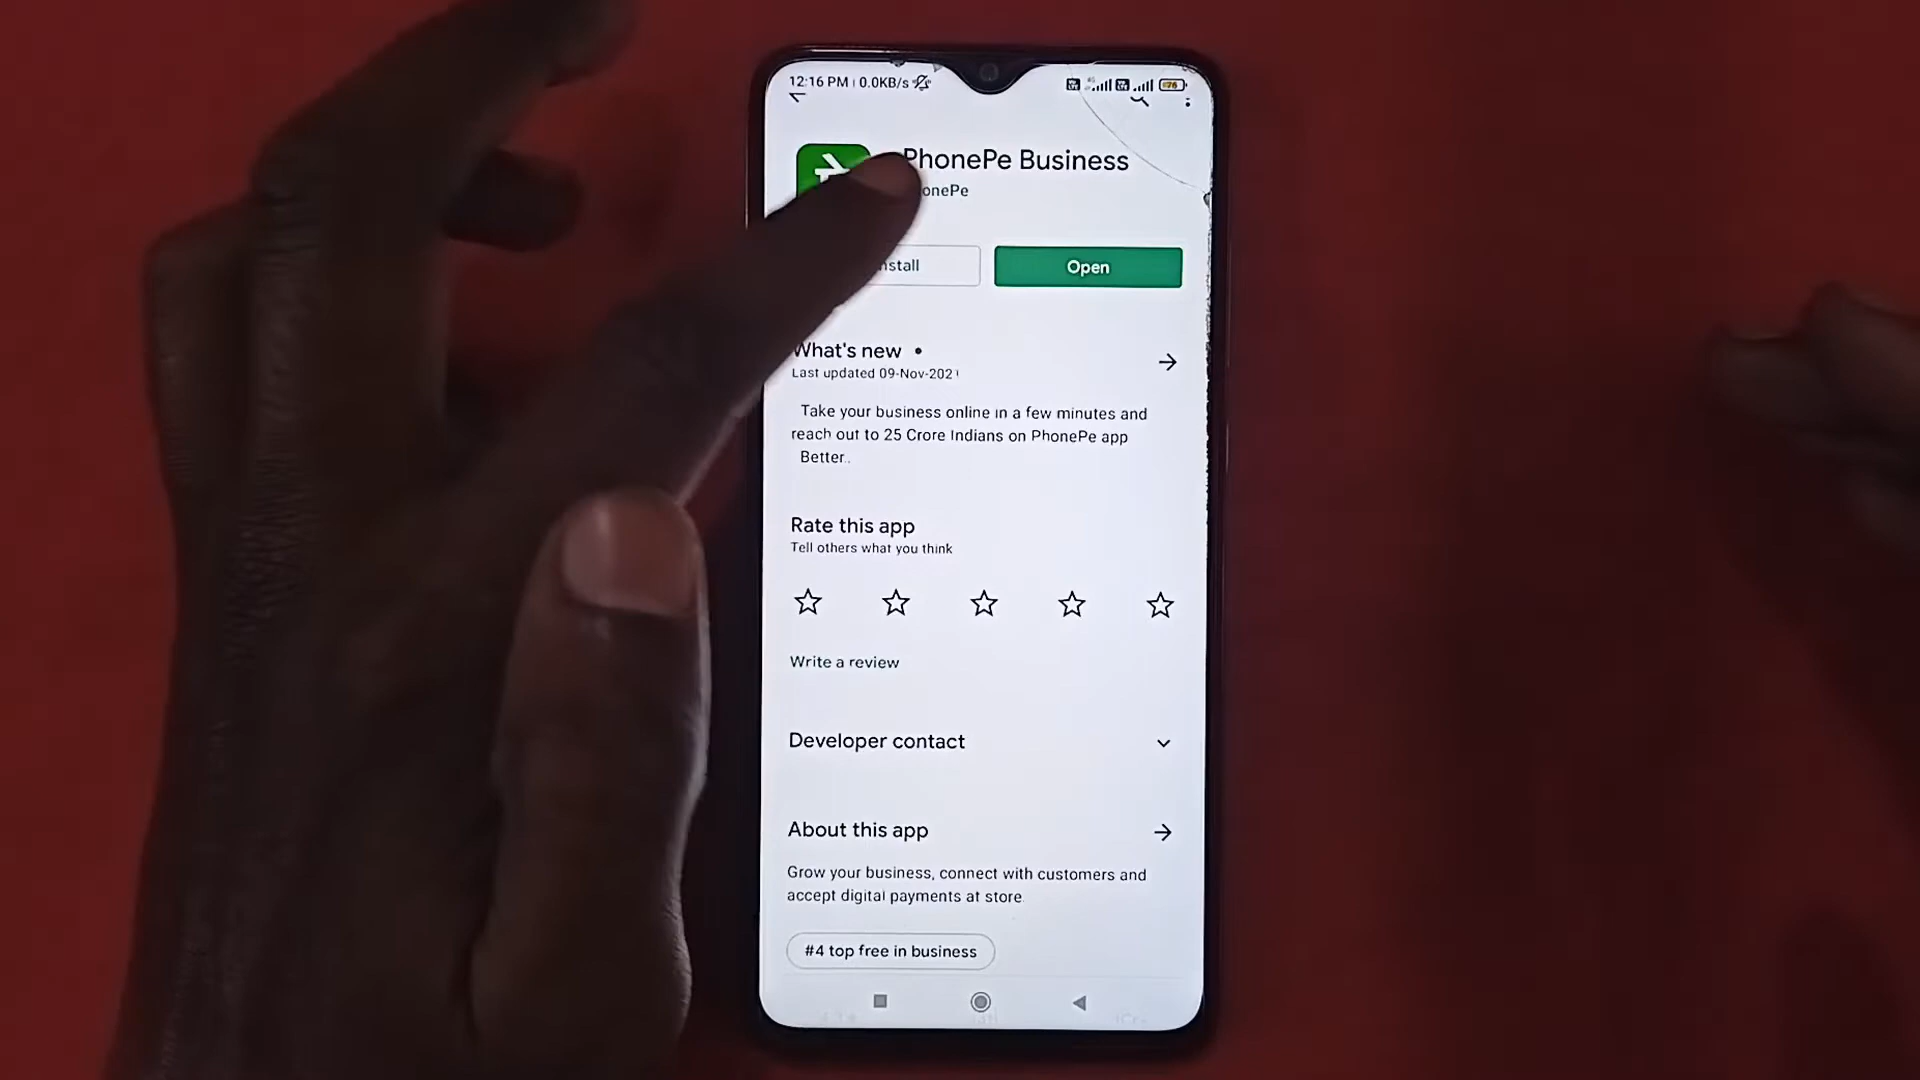 12:16 PM | 0.0KB/s
76
PhonePe Business
onePe
nstall
Open
What's new •
Last updated 09-Nov-2021
Take your business online in a few minutes and
reach out to 25 Crore Indians on PhonePe app
Better..
Rate this app
Tell others what you think
Write a review
Developer contact
About this app
Grow your business, connect with customers and
accept digital payments at store.
#4 top free in business